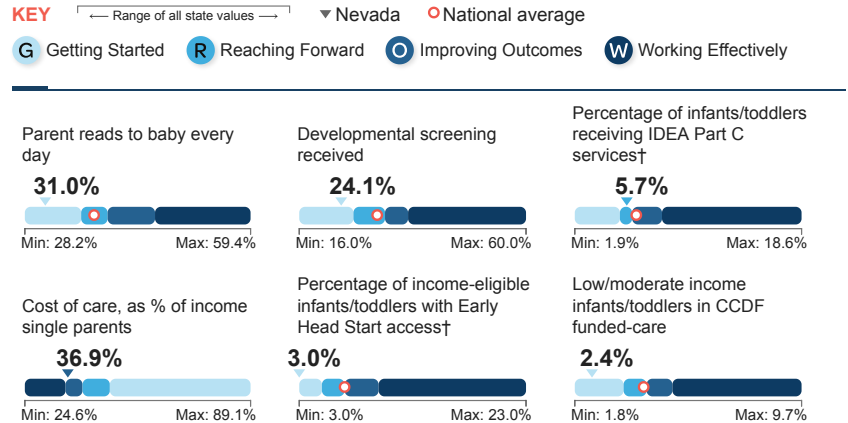 KEY
Range of all state values
Nevada
National average
G Getting Started
R Reaching Forward
O Improving Outcomes
W Working Effectively
Parent reads to baby every
day
31.0%
Min: 28.2% Max: 59.4%
Developmental screening
received
24.1%
Min: 16.0% Max: 60.0%
Percentage of infants/toddlers
receiving IDEA Part C
services†
5.7%
Min: 1.9% Max: 18.6%
Cost of care, as % of income
single parents
36.9%
Min: 24.6% Max: 89.1%
Percentage of income-eligible
infants/toddlers with Early
Head Start access†
3.0%
Min: 3.0% Max: 23.0%
Low/moderate income
infants/toddlers in CCDF
funded-care
2.4%
Min: 1.8% Max: 9.7%